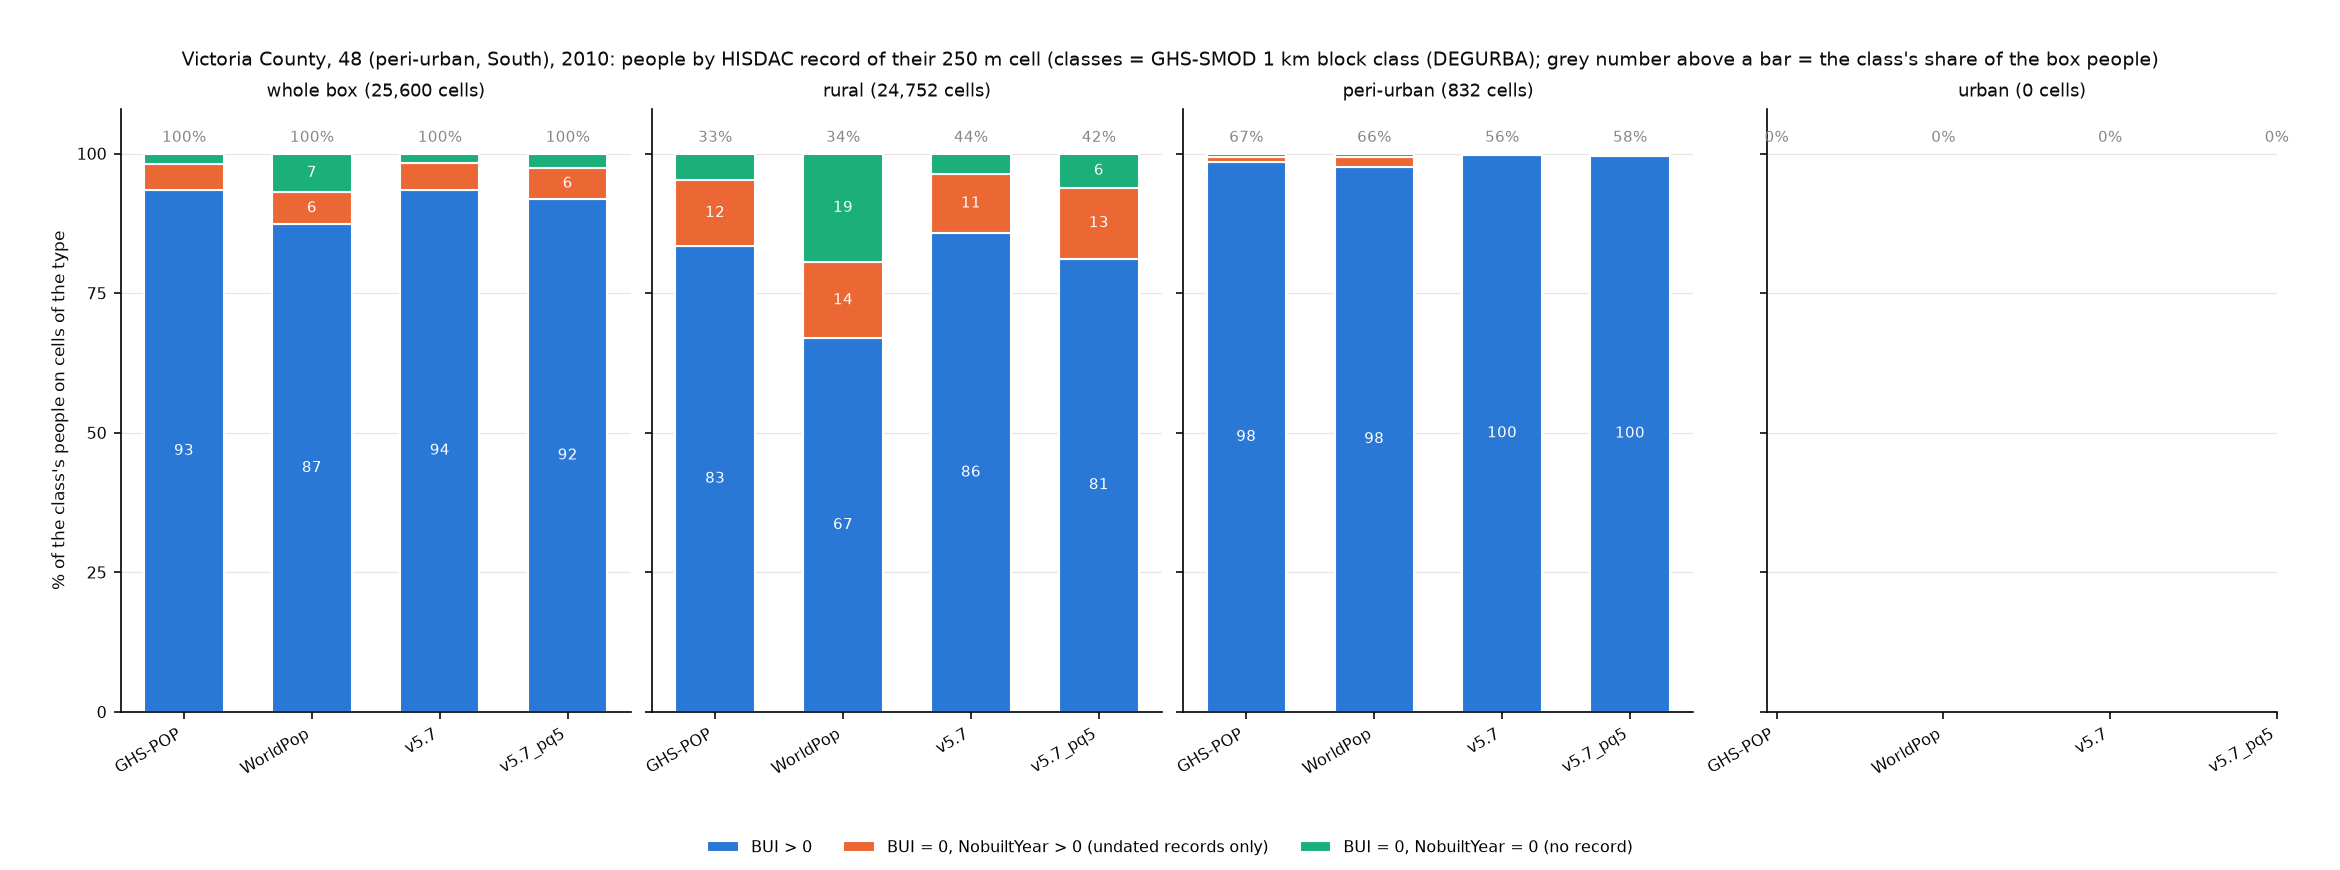 Victoria County, 48 (peri-urban, South), 2010: people by HISDAC record of their 250 m cell (classes = GHS-SMOD 1 km block class (DEGURBA); grey number above a bar = the class's share of the box people)
whole box (25,600 cells)
rural (24,752 cells)
peri-urban (832 cells)
urban (0 cells)
100% 100% 100% 100%
33% 34% 44% 42%
67% 66% 56% 58%
0% 0% 0% 0%
% of the class's people on cells of the type
100
75
50
25
0
93
7
6
87
94
6
92
12
83
19
14
67
11
86
6
13
81
98
98
100
100
GHS-POP WorldPop v5.7 v5.7_pq5
GHS-POP WorldPop v5.7 v5.7_pq5
GHS-POP WorldPop v5.7 v5.7_pq5
GHS-POP WorldPop v5.7 v5.7_pq5
BUI > 0
BUI = 0, NobuiltYear > 0 (undated records only)
BUI = 0, NobuiltYear = 0 (no record)